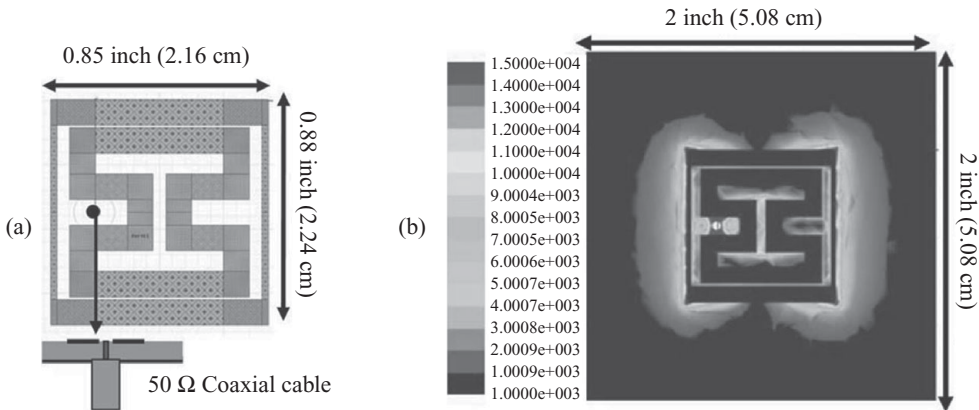 0.85 inch (2.16 cm)
0.88 inch (2.24 cm)
(a)
50 Ω Coaxial cable
2 inch (5.08 cm)
2 inch (5.08 cm)
(b)
1.5000e+004
1.4000e+004
1.3000e+004
1.2000e+004
1.1000e+004
1.0000e+004
9.0004e+003
8.0005e+003
7.0005e+003
6.0006e+003
5.0007e+003
4.0007e+003
3.0008e+003
2.0009e+003
1.0009e+003
1.0000e+003